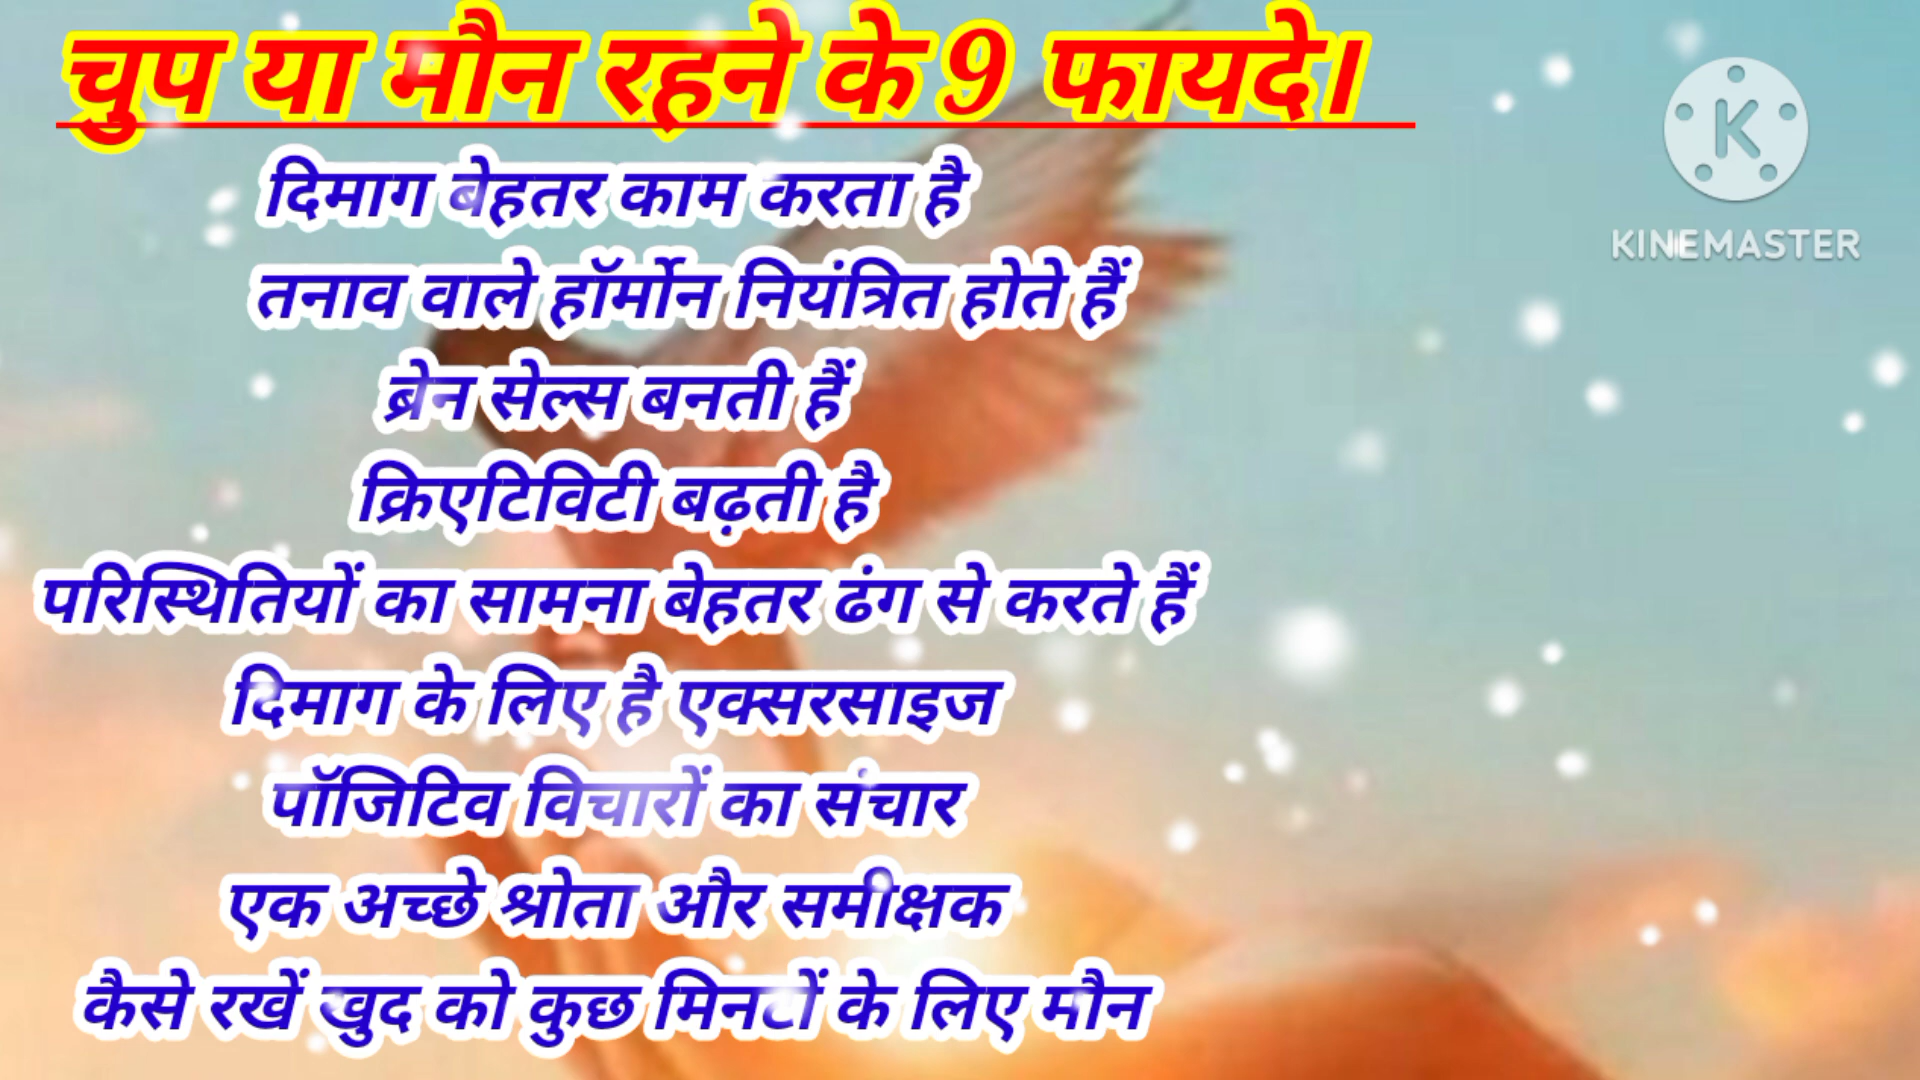 चुप या मौन रहने के 9 फायदे।
दिमाग बेहतर काम करता है
तनाव वाले हॉर्मोन नियंत्रित होते हैं
ब्रेन सेल्स बनती हैं
क्रिएटिविटी बढ़ती है
परिस्थितियों का सामना बेहतर ढंग से करते हैं
दिमाग के लिए है एक्सरसाइज
पॉजिटिव विचारों का संचार
एक अच्छे श्रोता और समीक्षक
कैसे रखें खुद को कुछ मिनटों के लिए मौन
K
KINEMASTER